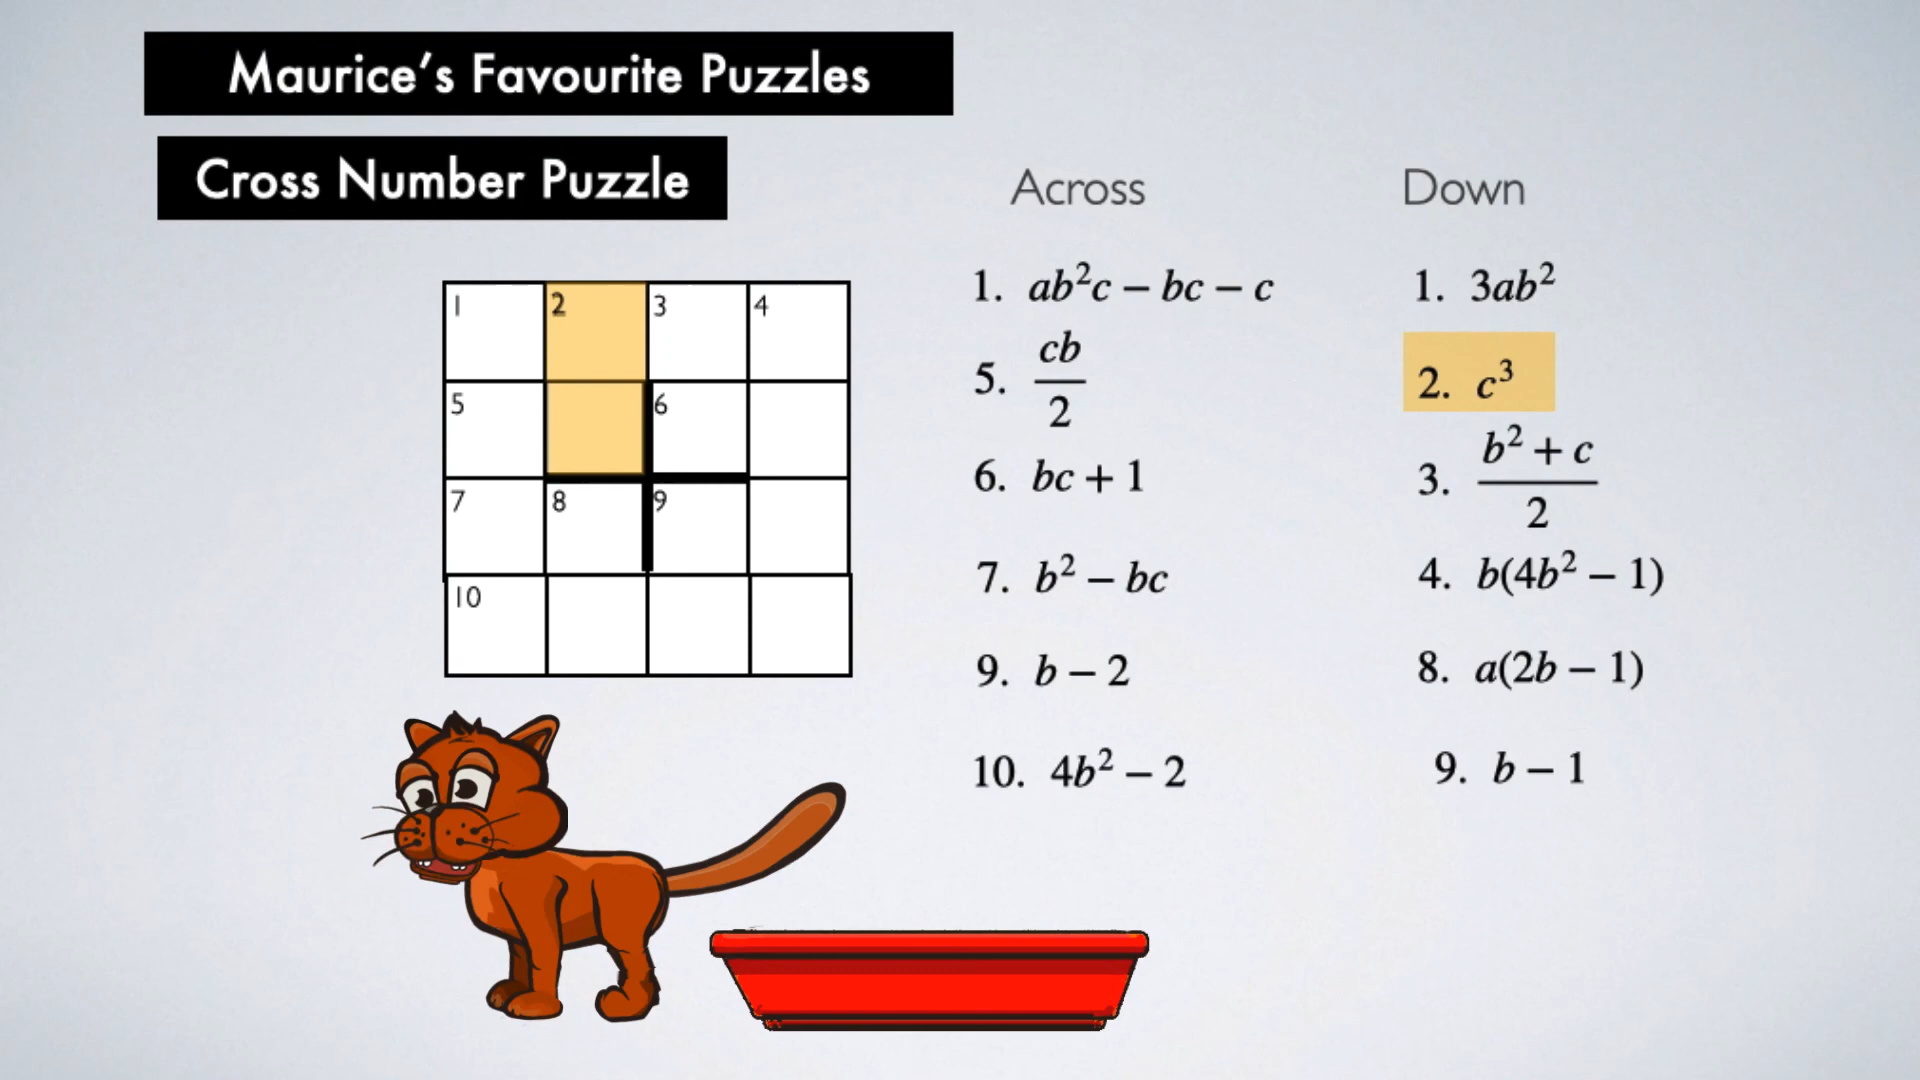 Maurice's Favourite Puzzles
Cross Number Puzzle
1 2 3 4
5 6
7 8 9
10
Across
1. ab²c − bc − c
5. cb/2
6. bc + 1
7. b² − bc
9. b − 2
10. 4b² − 2
Down
1. 3ab²
2. c³
3. (b² + c)/2
4. b(4b² − 1)
8. a(2b − 1)
9. b − 1